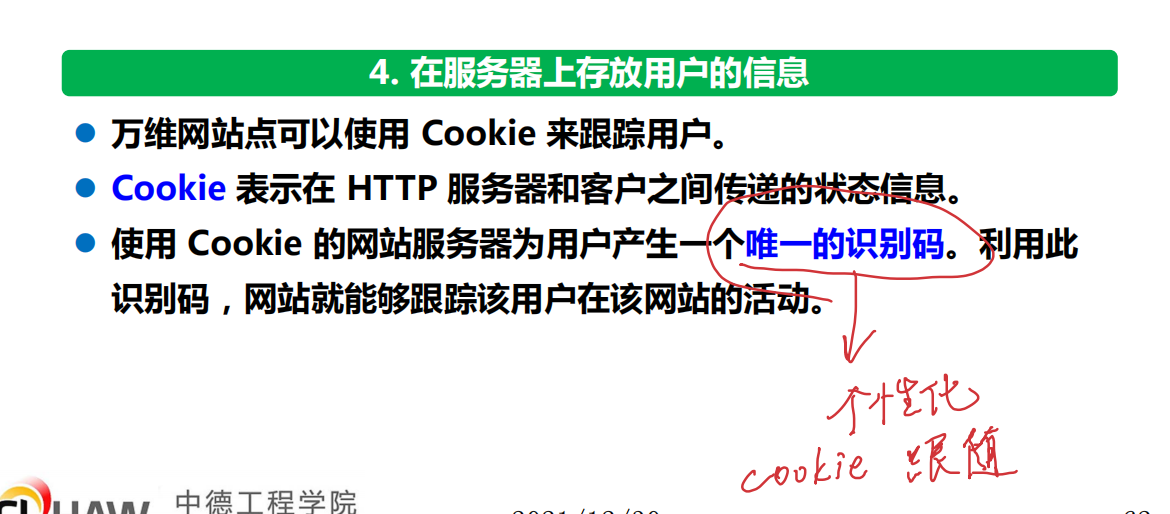 4. 在服务器上存放用户的信息
万维网站点可以使用 Cookie 来跟踪用户。
Cookie 表示在 HTTP 服务器和客户之间传递的状态信息。
使用 Cookie 的网站服务器为用户产生一个唯一的识别码。利用此
识别码，网站就能够跟踪该用户在该网站的活动。
个性化
cookie 跟随
中德工程学院
2021/12/20